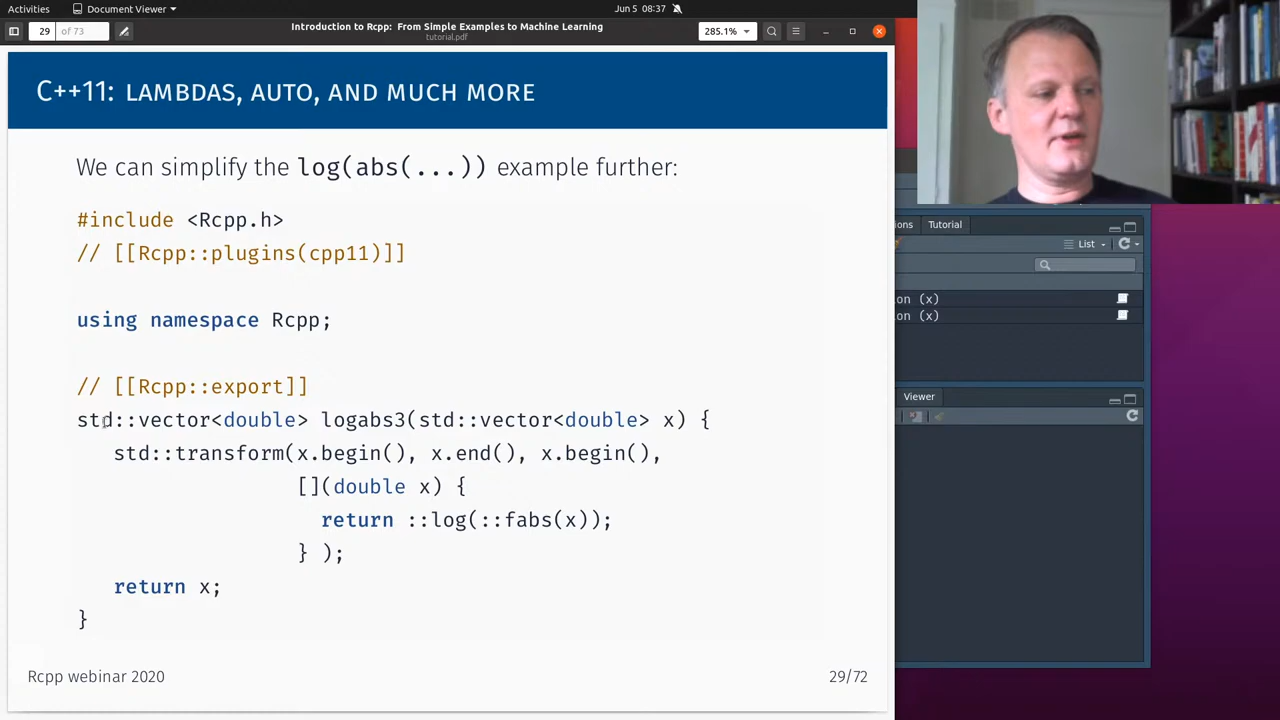 Activities
Document Viewer
Jun 5 08:37
29 of 73
Introduction to Rcpp: From Simple Examples to Machine Learning
tutorial.pdf
285.1%
C++11: LAMBDAS, AUTO, AND MUCH MORE
We can simplify the log(abs(...)) example further:
#include <Rcpp.h>
// [[Rcpp::plugins(cpp11)]]
using namespace Rcpp;
// [[Rcpp::export]]
std::vector<double> logabs3(std::vector<double> x) {
std::transform(x.begin(), x.end(), x.begin(),
[](double x) {
return ::log(::fabs(x));
} );
return x;
}
Rcpp webinar 2020
29/72
ons
Tutorial
List
on (x)
on (x)
Viewer